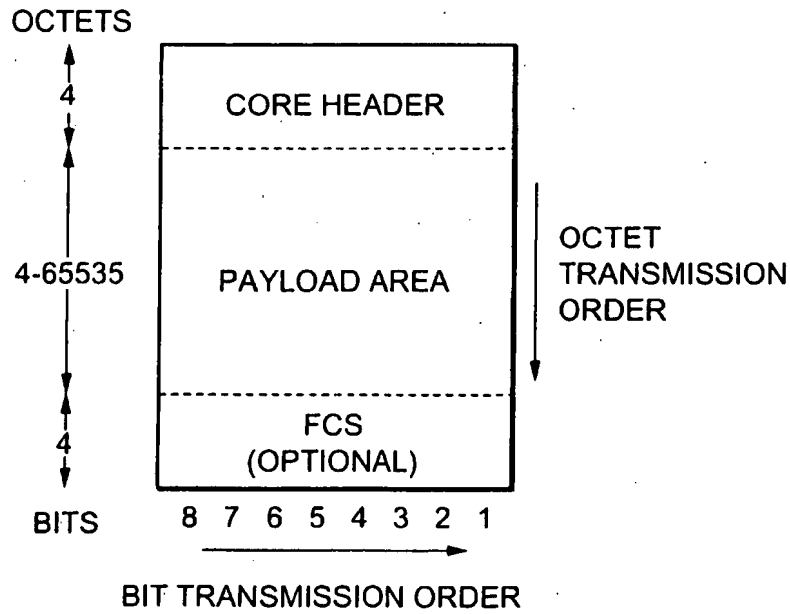 OCTETS
4
CORE HEADER
4-65535
PAYLOAD AREA
OCTET
TRANSMISSION
ORDER
4
FCS
(OPTIONAL)
BITS
8 7 6 5 4 3 2 1
BIT TRANSMISSION ORDER